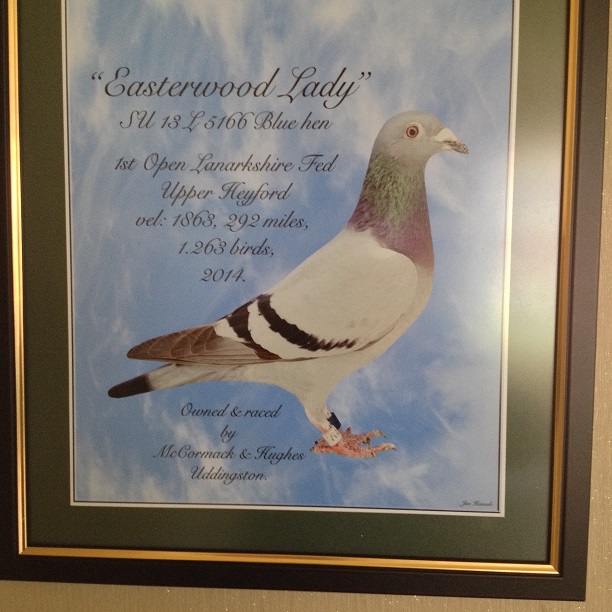 "Easterwood Lady"
SU 13 L 5166 Blue hen
1st Open Lanarkshire Fed
Upper Heyford
vel: 1863, 292 miles,
1.263 birds,
2014.
Owned & raced
by
McCormack & Hughes
Uddingston.